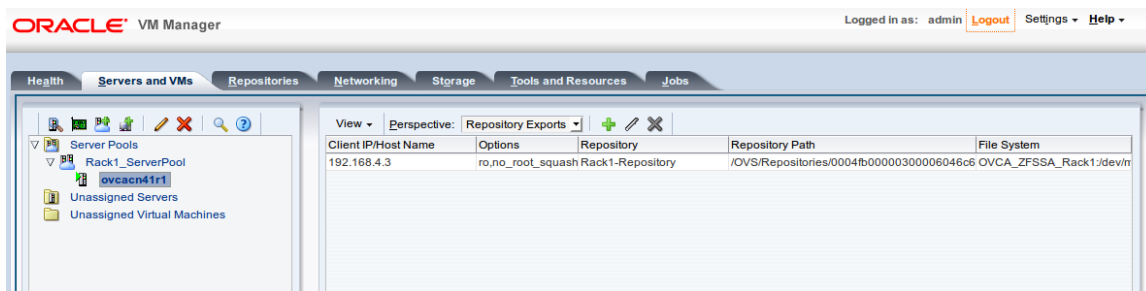 ORACLE VM Manager
Logged in as: admin Logout Settings Help
Health Servers and VMs Repositories Networking Storage Tools and Resources Jobs
View Perspective: Repository Exports
Server Pools
Rack1_ServerPool
ovcacn41r1
Unassigned Servers
Unassigned Virtual Machines
Client IP/Host Name Options Repository Repository Path File System
192.168.4.3 ro,no_root_squash Rack1-Repository /OVS/Repositories/0004fb00000300006046c6 OVCA_ZFSSA_Rack1:/dev/m